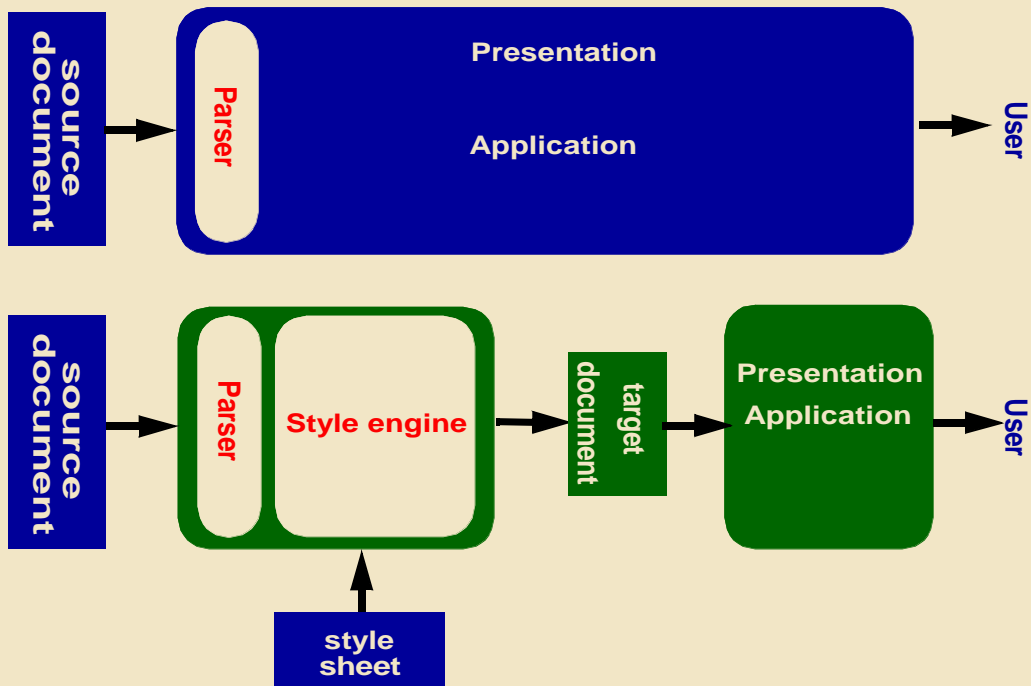 source
document
Parser
Presentation
Application
User
source
document
Parser
Style engine
target
document
Presentation
Application
User
style
sheet